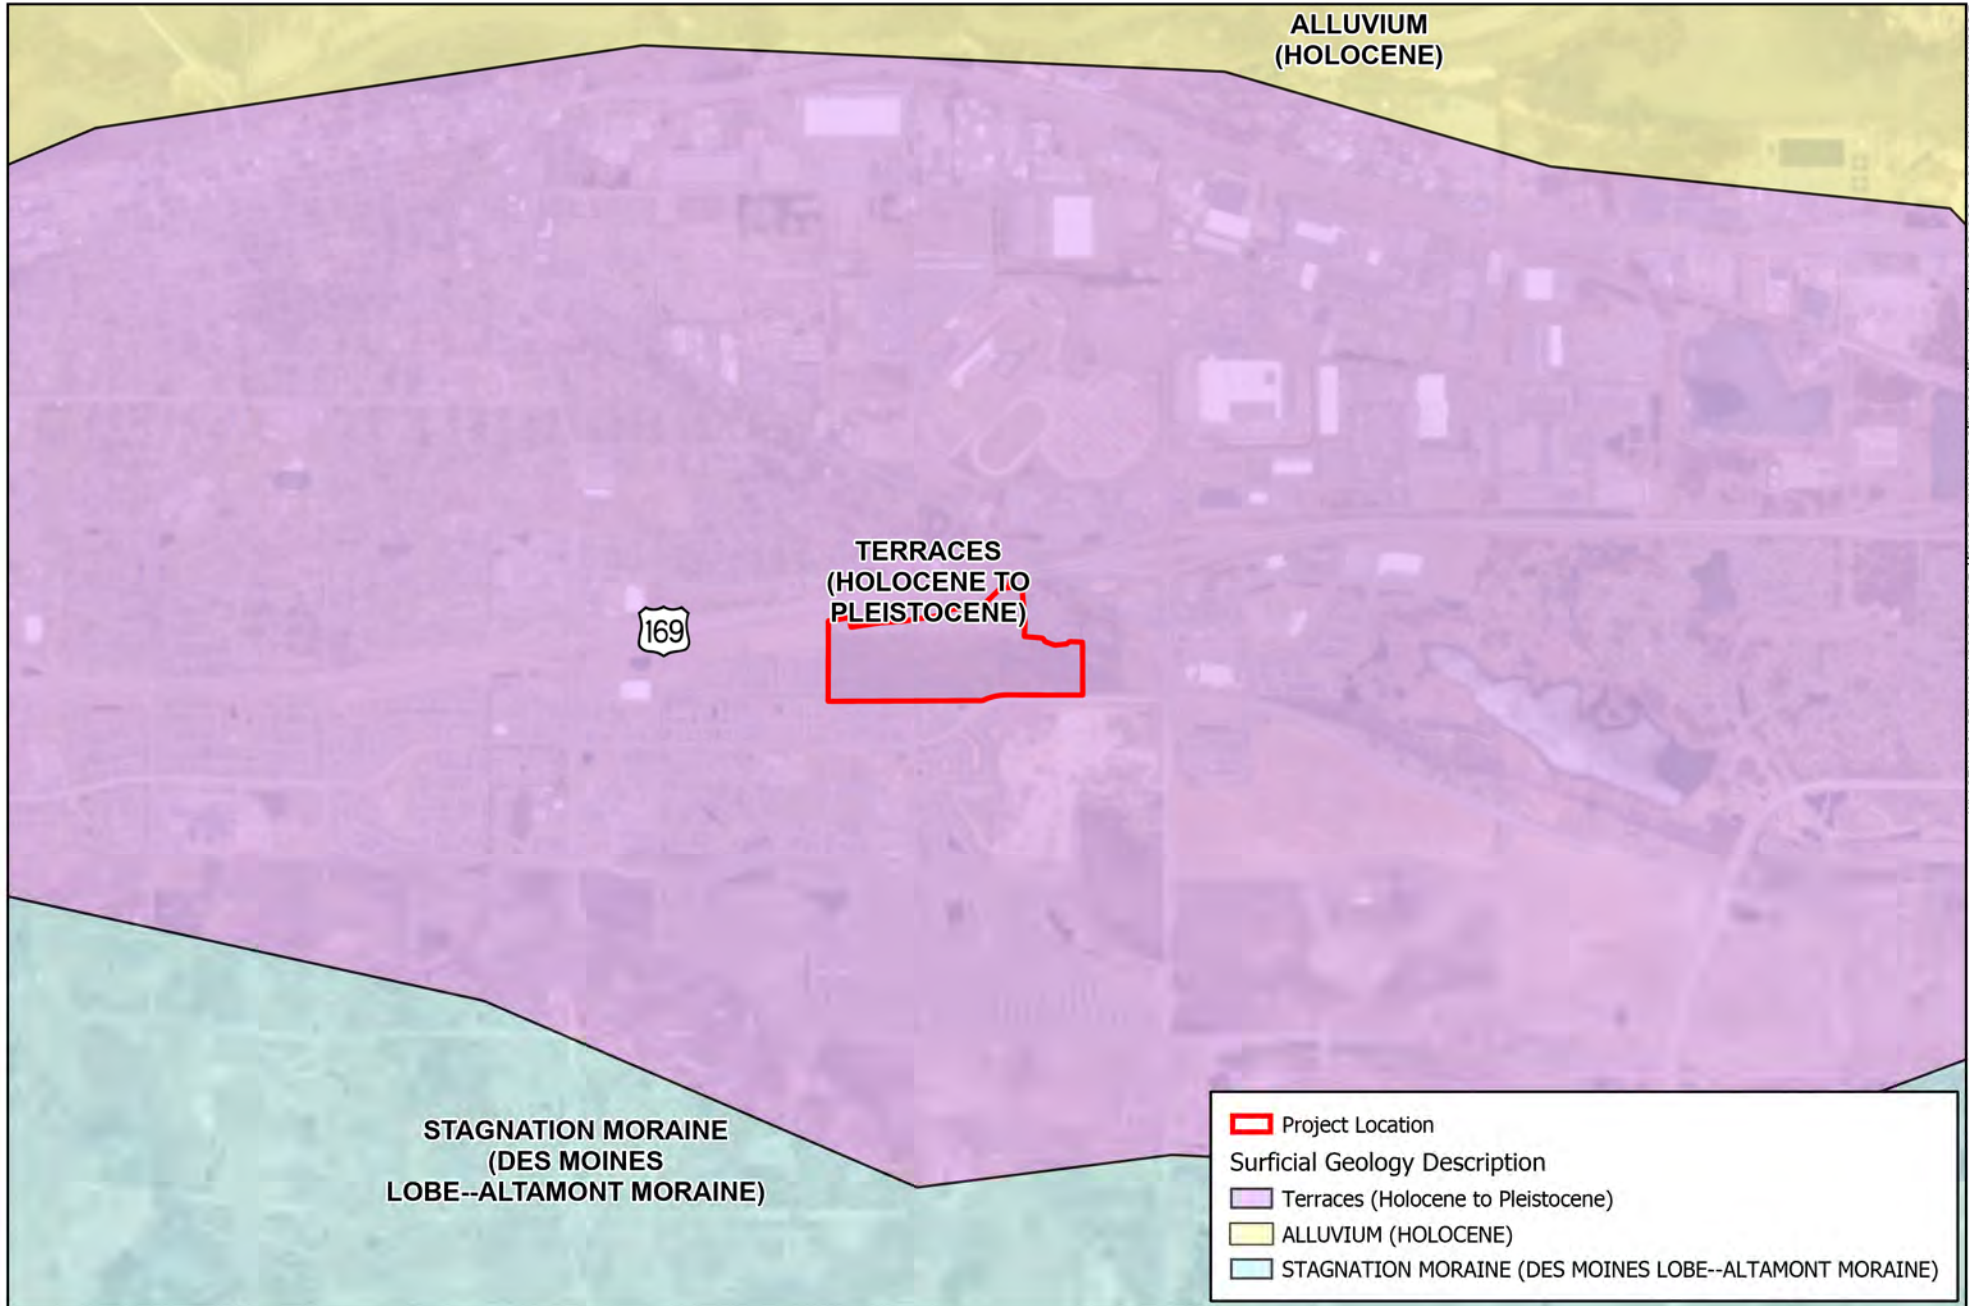 ALLUVIUM
(HOLOCENE)
TERRACES
(HOLOCENE TO
PLEISTOCENE)
169
STAGNATION MORAINE
(DES MOINES
LOBE--ALTAMONT MORAINE)
Project Location
Surficial Geology Description
Terraces (Holocene to Pleistocene)
ALLUVIUM (HOLOCENE)
STAGNATION MORAINE (DES MOINES LOBE--ALTAMONT MORAINE)